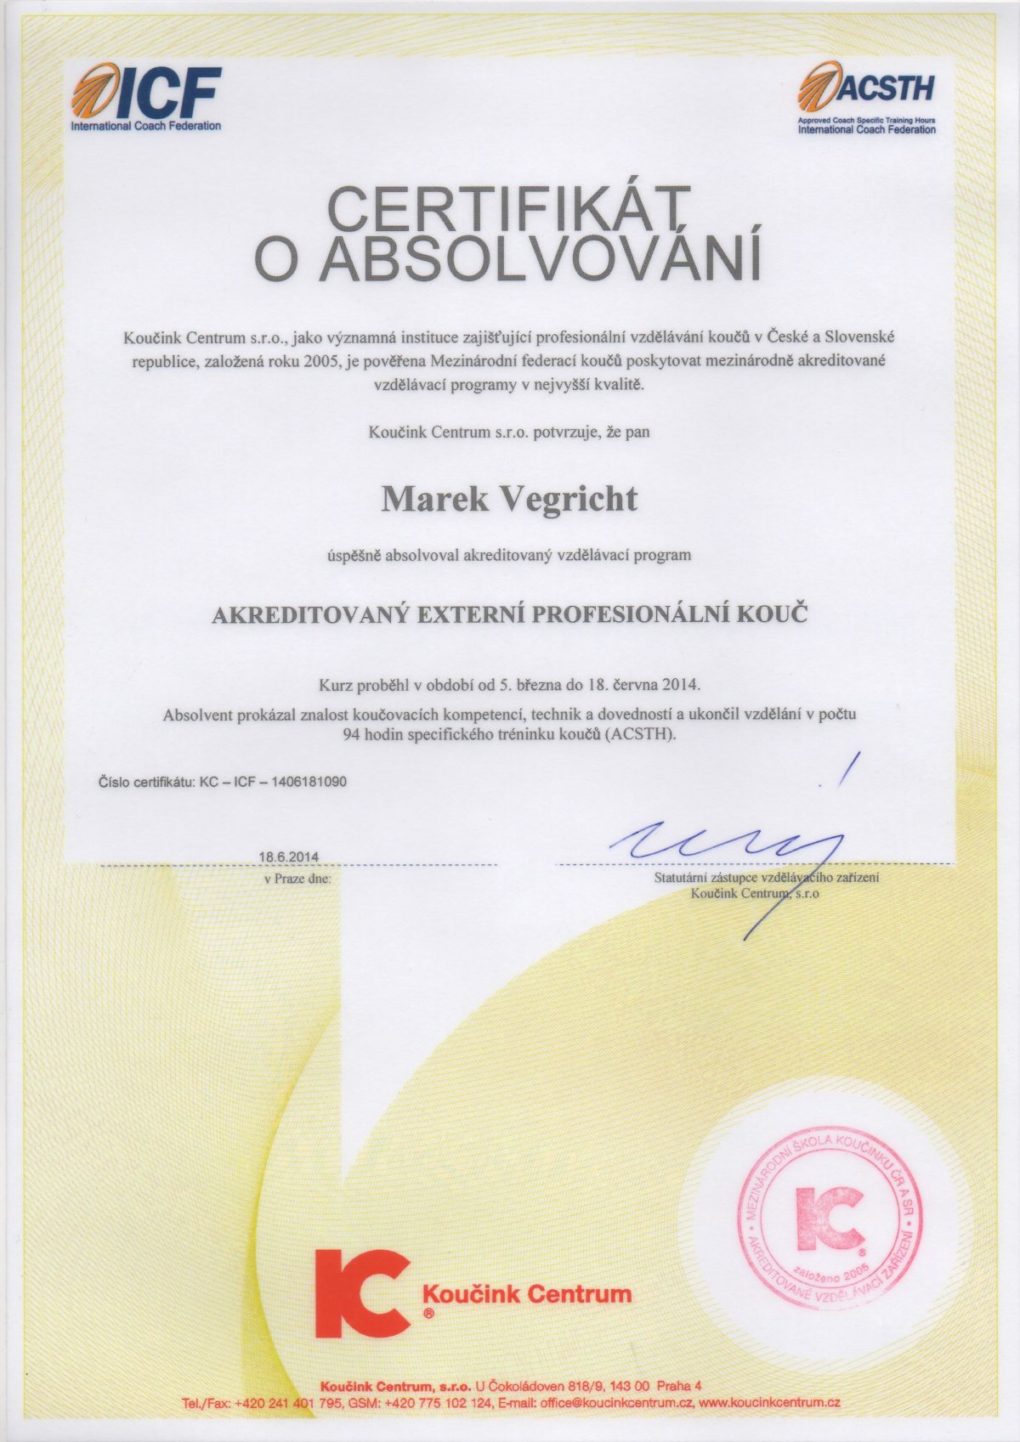 ICF
International Coach Federation
ACSTH
Approved Coach Specific Training Hours
International Coach Federation
CERTIFIKÁT
O ABSOLVOVÁNÍ
Koučink Centrum s.r.o., jako významná instituce zajišťující profesionální vzdělávání koučů v České a Slovenské
republice, založená roku 2005, je pověřena Mezinárodní federací koučů poskytovat mezinárodně akreditované
vzdělávací programy v nejvyšší kvalitě.
Koučink Centrum s.r.o. potvrzuje, že pan
Marek Vegricht
úspěšně absolvoval akreditovaný vzdělávací program
AKREDITOVANÝ EXTERNÍ PROFESIONÁLNÍ KOUČ
Kurz proběhl v období od 5. března do 18. června 2014.
Absolvent prokázal znalost koučovacích kompetencí, technik a dovedností a ukončil vzdělání v počtu
94 hodin specifického tréninku koučů (ACSTH).
Číslo certifikátu: KC – ICF – 1406181090
18.6.2014
v Praze dne:
Statutární zástupce vzdělávacího zařízení
Koučink Centrum, s.r.o
MEZINÁRODNÍ ŠKOLA KOUČINKU ČR A SR
KC
®
založeno 2005
AKREDITOVANÉ VZDĚLÁVACÍ ZAŘÍZENÍ
KC
®
Koučink Centrum
Koučink Centrum, s.r.o. U Čokoládoven 818/9, 143 00 Praha 4
Tel./Fax: +420 241 401 795, GSM: +420 775 102 124, E-mail: office@koucinkcentrum.cz, www.koucinkcentrum.cz